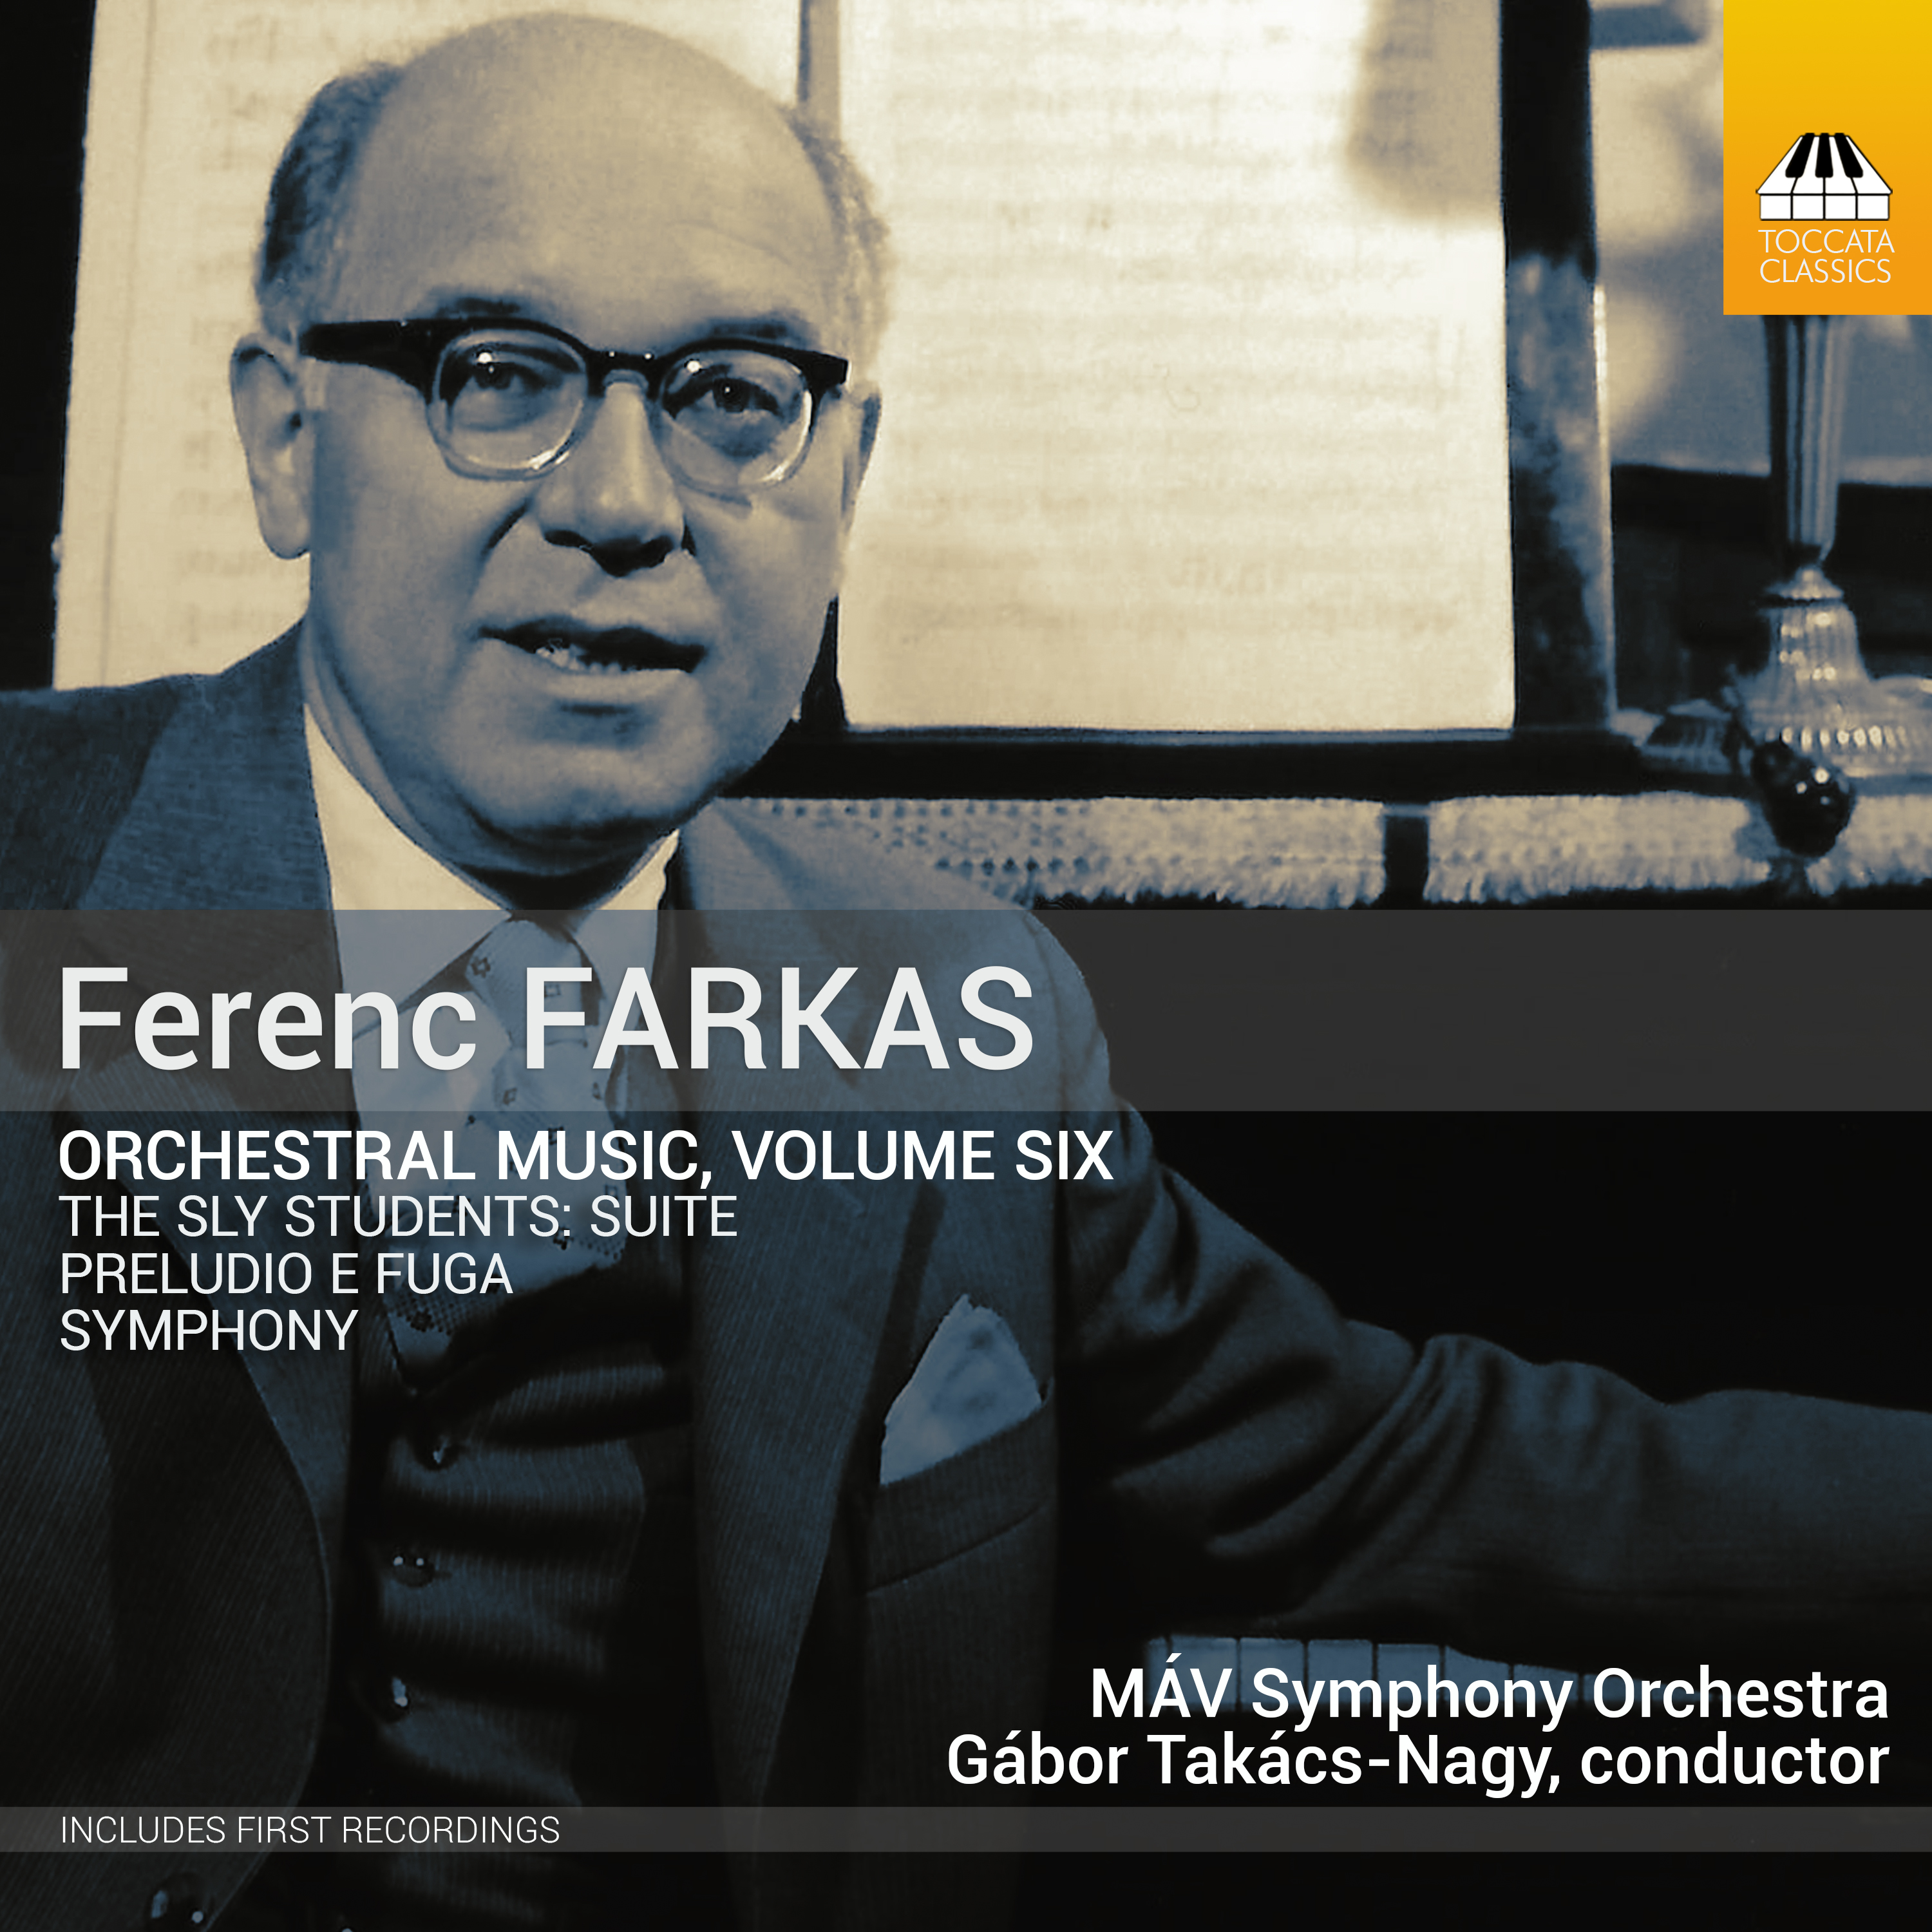 TOCCATA
CLASSICS
Ferenc FARKAS
ORCHESTRAL MUSIC, VOLUME SIX
THE SLY STUDENTS: SUITE
PRELUDIO E FUGA
SYMPHONY
MÁV Symphony Orchestra
Gábor Takács-Nagy, conductor
INCLUDES FIRST RECORDINGS